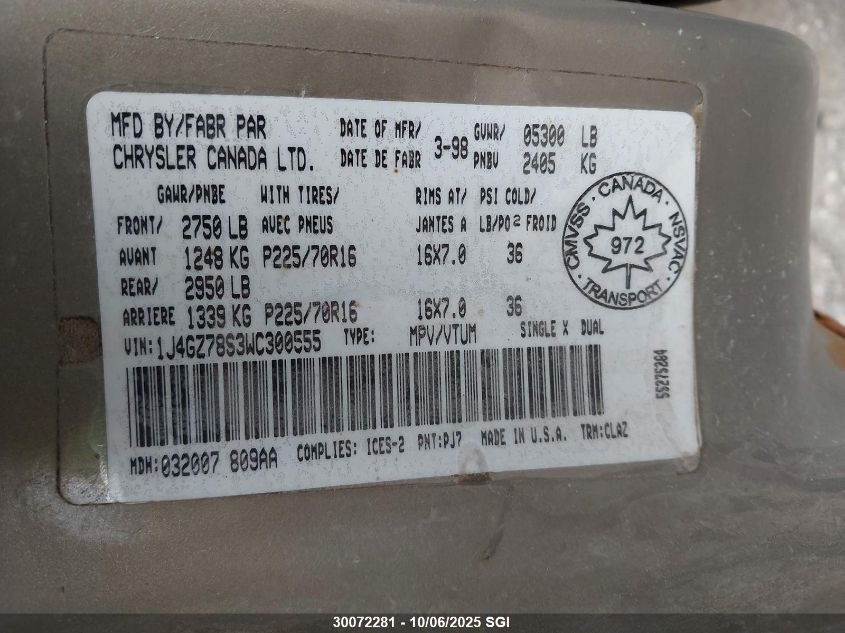 MFD BY/FABR PAR DATE OF MFR/ 3-98 GVWR/ 05300 LB
CHRYSLER CANADA LTD. DATE DE FABR PNBV 2405 KG
GAWR/PNBE WITH TIRES/ RIMS AT/ PSI COLD/
FRONT/ 2750 LB AVEC PNEUS JANTES A LB/PO² FROID
AVANT 1248 KG P225/70R16 16X7.0 36
REAR/ 2950 LB
ARRIERE 1339 KG P225/70R16 16X7.0 36
VIN: 1J4GZ78S3WC300555 TYPE: MPV/VTUM SINGLE X DUAL
MDH: 032007 809AA COMPLIES: ICES-2 PNT: PJ7 MADE IN U.S.A. TRM: CLAZ
55275284
CANADA
CMVSS · NSVAC
972
TRANSPORT
30072281 - 10/06/2025 SGI